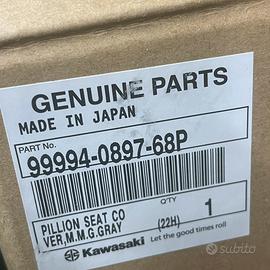 GENUINE PARTS
MADE IN JAPAN
PART No.
99994-0897-68P
PILLION SEAT CO
VER,M.M.G.GRAY
(22H)
Q'TY
1
Kawasaki
Let the good times roll
subito